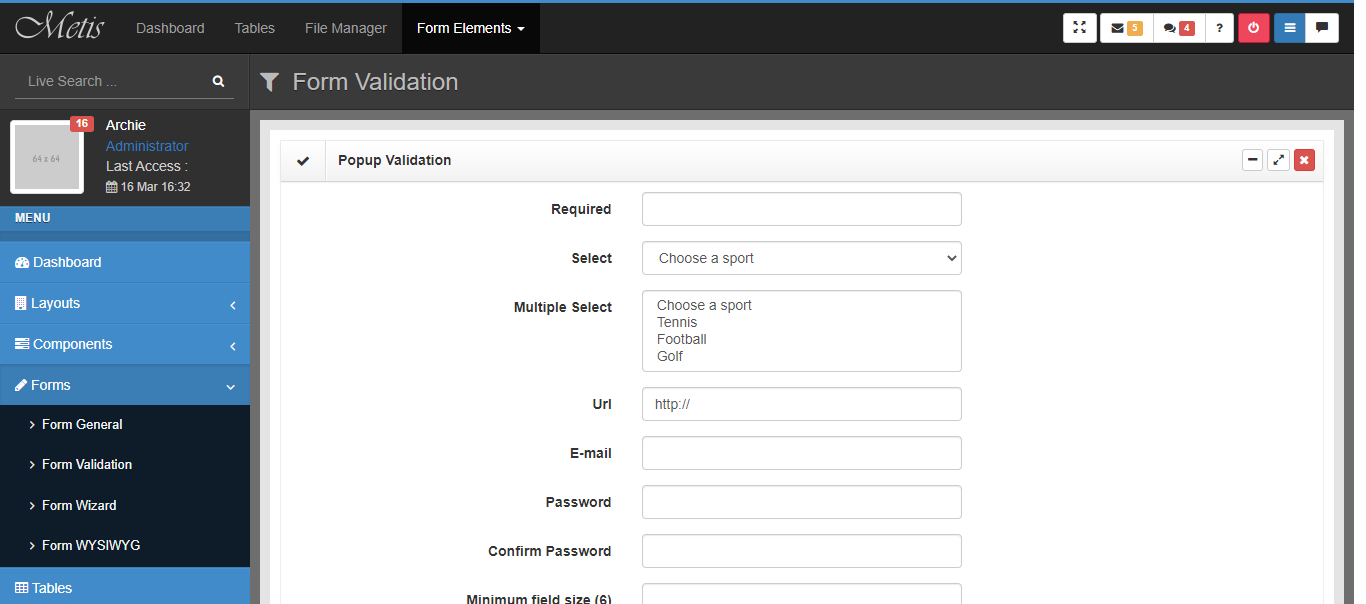 Metis Dashboard Tables File Manager Form Elements 5 4 ?
Live Search ...
Form Validation
16
64 x 64
Archie
Administrator
Last Access :
16 Mar 16:32
MENU
Dashboard
Layouts
Components
Forms
Form General
Form Validation
Form Wizard
Form WYSIWYG
Tables
Popup Validation
Required
Select Choose a sport
Multiple Select Choose a sport
Tennis
Football
Golf
Url http://
E-mail
Password
Confirm Password
Minimum field size (6)